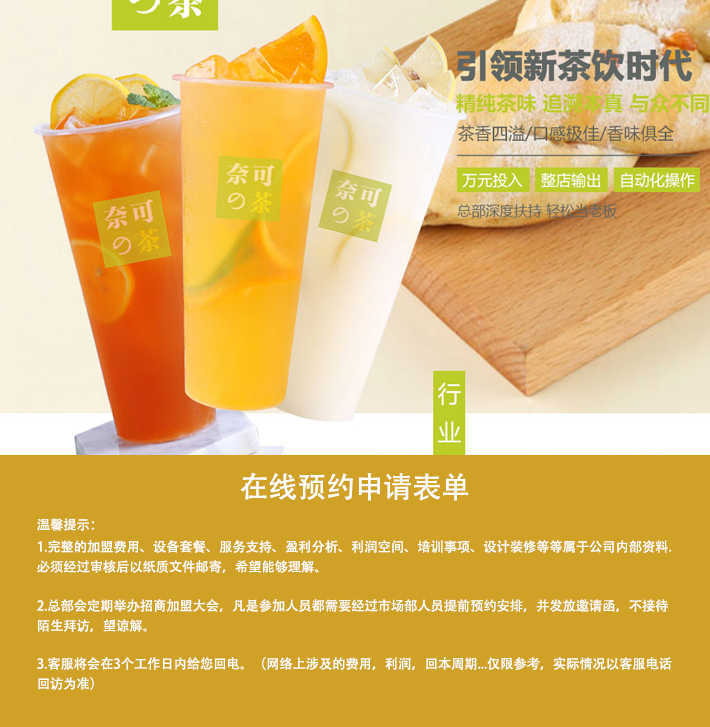 の茶
引领新茶饮时代
精纯茶味 追溯本真 与众不同
茶香四溢/口感极佳/香味俱全
万元投入 整店输出 自动化操作
总部深度扶持 轻松当老板
奈可
の茶
奈可
の茶
奈可
の茶
行
业
在线预约申请表单
温馨提示：
1.完整的加盟费用、设备套餐、服务支持、盈利分析、利润空间、培训事项、设计装修等等属于公司内部资料.
必须经过审核后以纸质文件邮寄，希望能够理解。
2.总部会定期举办招商加盟大会，凡是参加人员都需要经过市场部人员提前预约安排，并发放邀请函，不接待
陌生拜访，望谅解。
3.客服将会在3个工作日内给您回电。（网络上涉及的费用，利润，回本周期...仅限参考，实际情况以客服电话
回访为准）